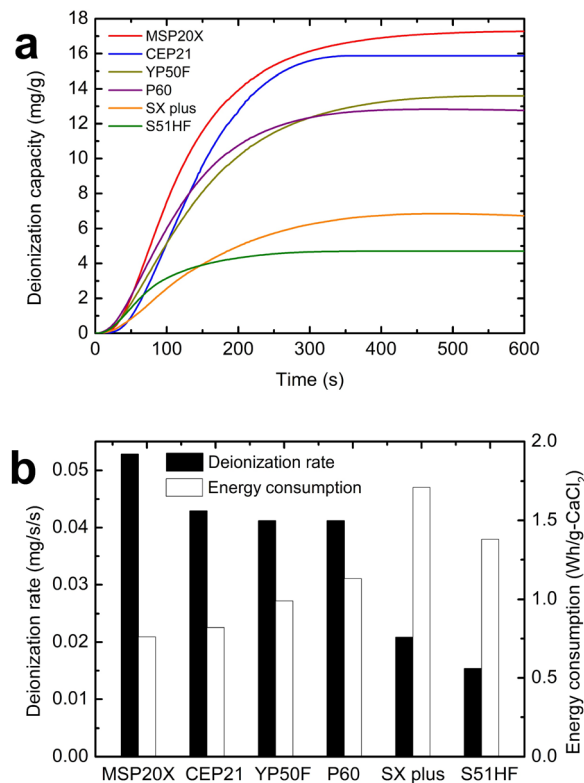 a
18
16
14
12
10
8
6
4
2
0
Deionization capacity (mg/g)
MSP20X
CEP21
YP50F
P60
SX plus
S51HF
0 100 200 300 400 500 600
Time (s)
b
0.05
0.04
0.03
0.02
0.01
0.00
Deionization rate (mg/s/s)
Deionization rate
Energy consumption
2.0
1.5
1.0
0.5
0.0
Energy consumption (Wh/g-CaCl₂)
MSP20X CEP21 YP50F P60 SX plus S51HF